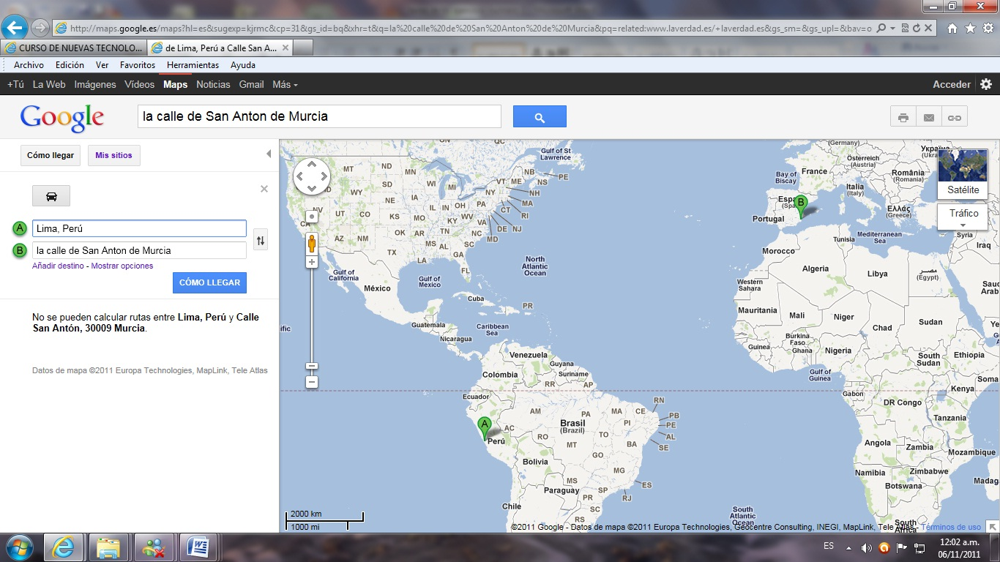 http://maps.google.es/maps?hl=es&sugexp=kjrmc&cp=31&gs_id=bq&xhr=t&q=la%20calle%20de%20San%20Anton%20de%20Murcia&pq=related:www.laverdad.es/+laverdad.es&gs_sm=&gs_upl=&bav=o
CURSO DE NUEVAS TECNOLO...
de Lima, Perú a Calle San A...
Archivo Edición Ver Favoritos Herramientas Ayuda
+Tú La Web Imágenes Vídeos Maps Noticias Gmail Más
Acceder
Google
la calle de San Anton de Murcia
Cómo llegar
Mis sitios
A
Lima, Perú
B
la calle de San Anton de Murcia
Añadir destino - Mostrar opciones
CÓMO LLEGAR
No se pueden calcular rutas entre Lima, Perú y Calle
San Antón, 30009 Murcia.
Datos de mapa ©2011 Europa Technologies, MapLink, Tele Atlas
ON
QC
Gulf of St
Lawrence
MT
ND
MN
NB
PE
SD
WI
MI
VT
ME
NS
WY
NY
NH
IA
NE
MA
IL
IN
OH
PA
CT
RI
NV
UT
CO
KS
MO
WV
DE
NJ
KY
VA
MD
CA
AZ
NM
OK
AR
TN
NC
MS
AL
SC
TX
LA
GA
FL
Gulf of
California
Gulf of
Mexico
México
North
Atlantic
Ocean
Cuba
PR
Guatemala
Caribbean
Sea
Nicaragua
ific
Venezuela
Guyana
Suriname
Colombia
RR
AP
Ecuador
AM
PA
MA
CE
RN
PB
PE
AL
SE
PI
TO
BA
AC
RO
MT
GO
MG
MS
ES
SP
RJ
PR
SC
RS
Brasil
(Brazil)
A
Perú
Bolivia
Paraguay
Chile
(Germany)
Österreich
(Austria)
France
Bay of
Biscay
România
(Romania)
Italia
(Italy)
B
Portugal
Ελλάς
(Greece)
Mediterranean
Sea
Tunisia
Syria
Iraq
Morocco
Algeria
Libya
مصر
(Egypt)
Western
Sahara
Mauritania
Mali
Niger
Chad
Sudan
Burkina
Faso
Guinea
Ghana
Nigeria
South
Sudan
Ethiopia
Gulf of
Guinea
Gabon
Kenya
DR Congo
Tanzania
Angola
Zambia
Mozambique
Namibia
Zimbabwe
Botswana
South
Atlantic
Ocean
Satélite
Tráfico
2000 km
1000 mi
©2011 Google - Datos de mapa ©2011 Europa Technologies, Geocentre Consulting, INEGI, MapLink, Tele Atlas - Términos de uso
ES
12:02 a.m.
06/11/2011